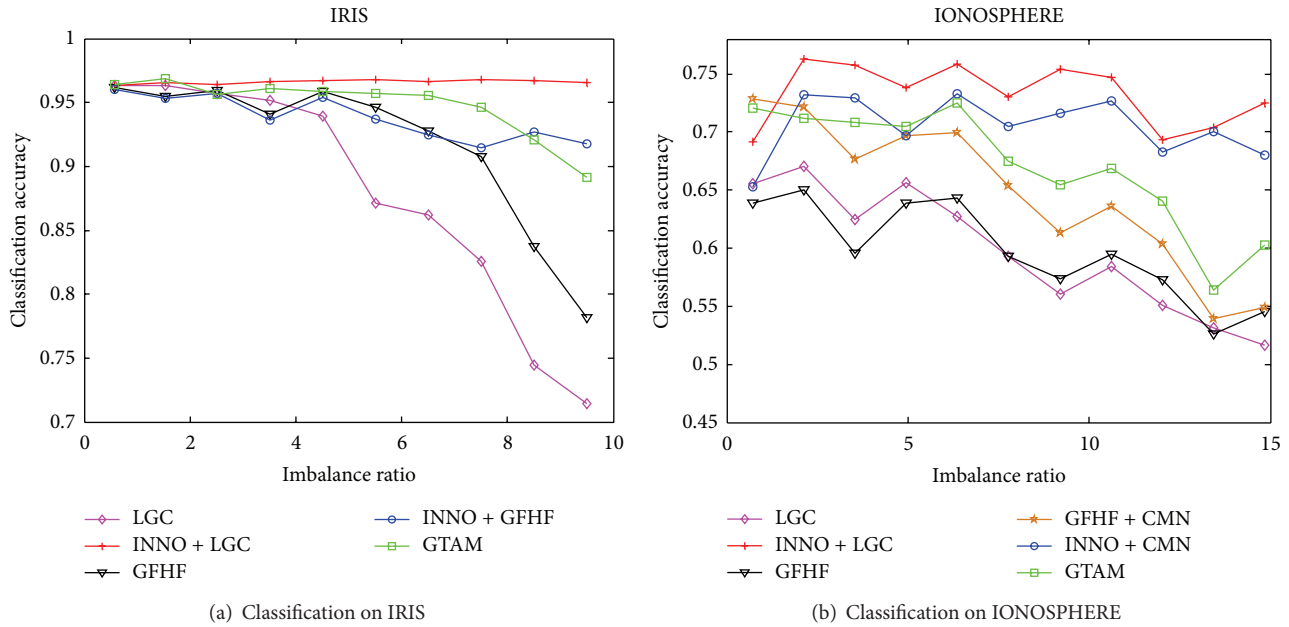 IRIS
Classification accuracy
1
0.95
0.9
0.85
0.8
0.75
0.7
0 2 4 6 8 10
Imbalance ratio
LGC
INNO + LGC
GFHF
INNO + GFHF
GTAM
(a) Classification on IRIS
IONOSPHERE
Classification accuracy
0.75
0.7
0.65
0.6
0.55
0.5
0.45
0 5 10 15
Imbalance ratio
LGC
INNO + LGC
GFHF
GFHF + CMN
INNO + CMN
GTAM
(b) Classification on IONOSPHERE